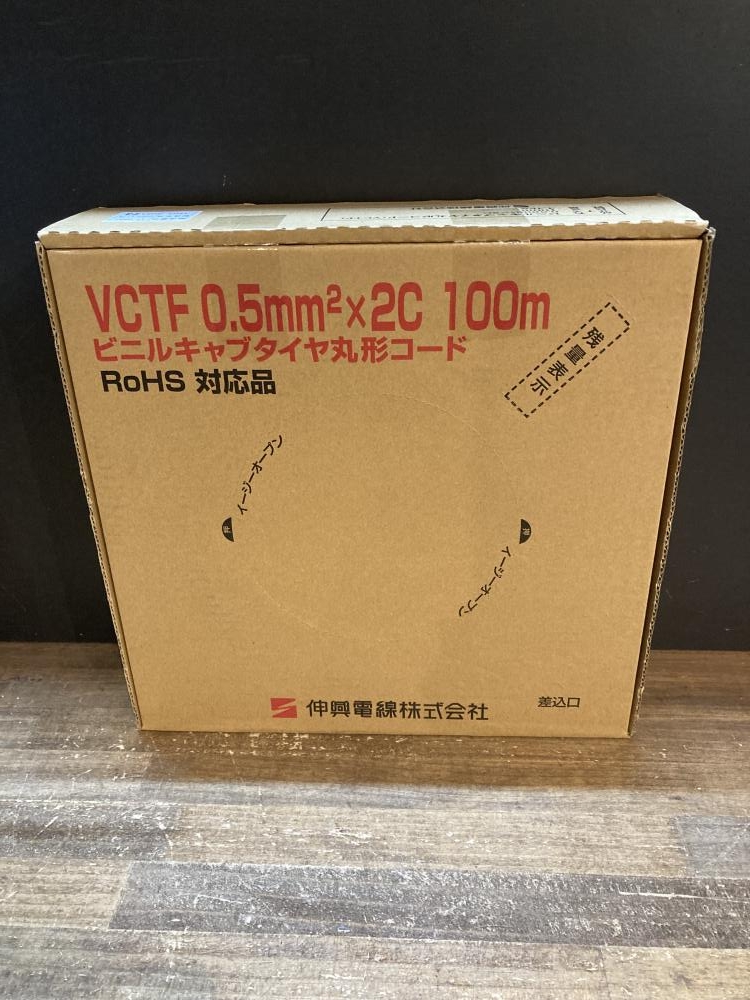 VCTF 0.5mm²×2C 100m
ビニルキャブタイヤ丸形コード
RoHS 対応品
残量表示
イージーオープン
押
押
イージーオープン
伸興電線株式会社
差込口